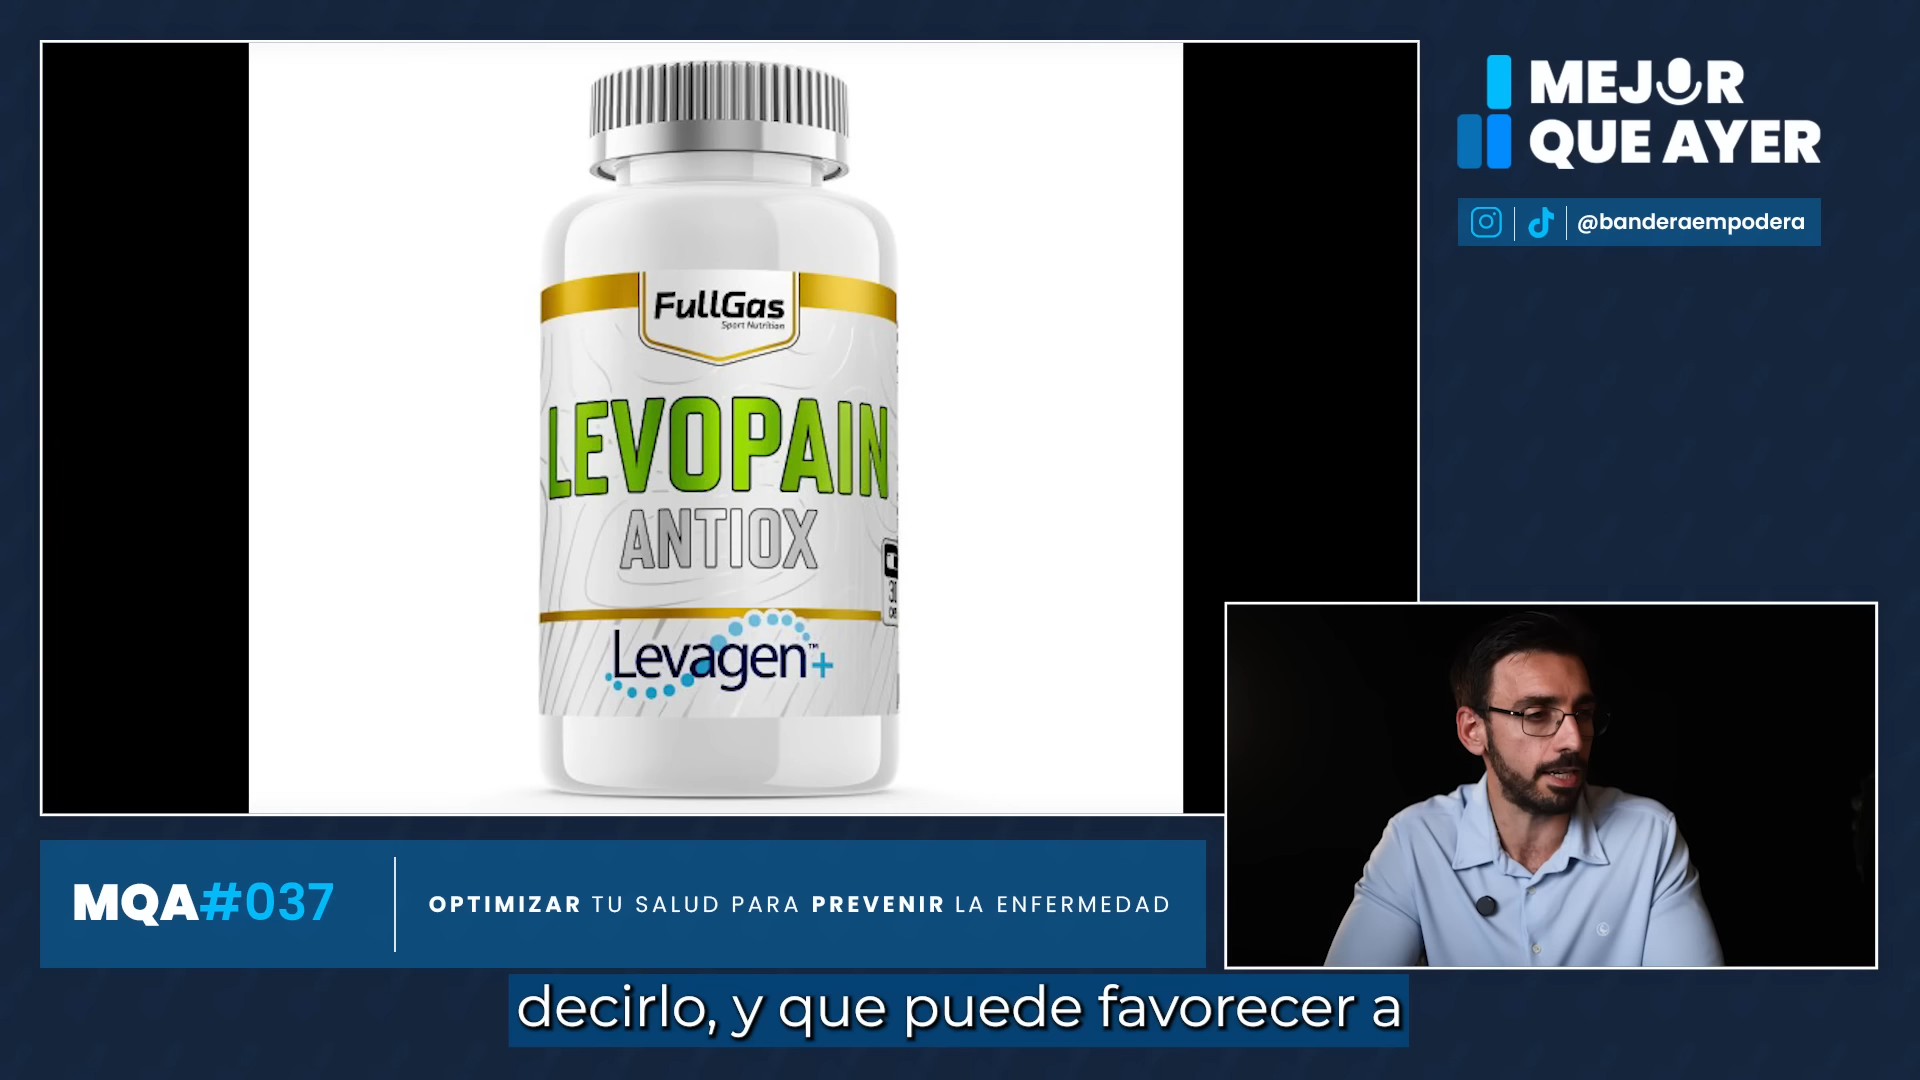 MEJOR
QUE AYER
@banderaempodera
FullGas
Sport Nutrition
LEVOPAIN
ANTIOX
Levagen™+
MQA#037
OPTIMIZAR TU SALUD PARA PREVENIR LA ENFERMEDAD
decirlo, y que puede favorecer a